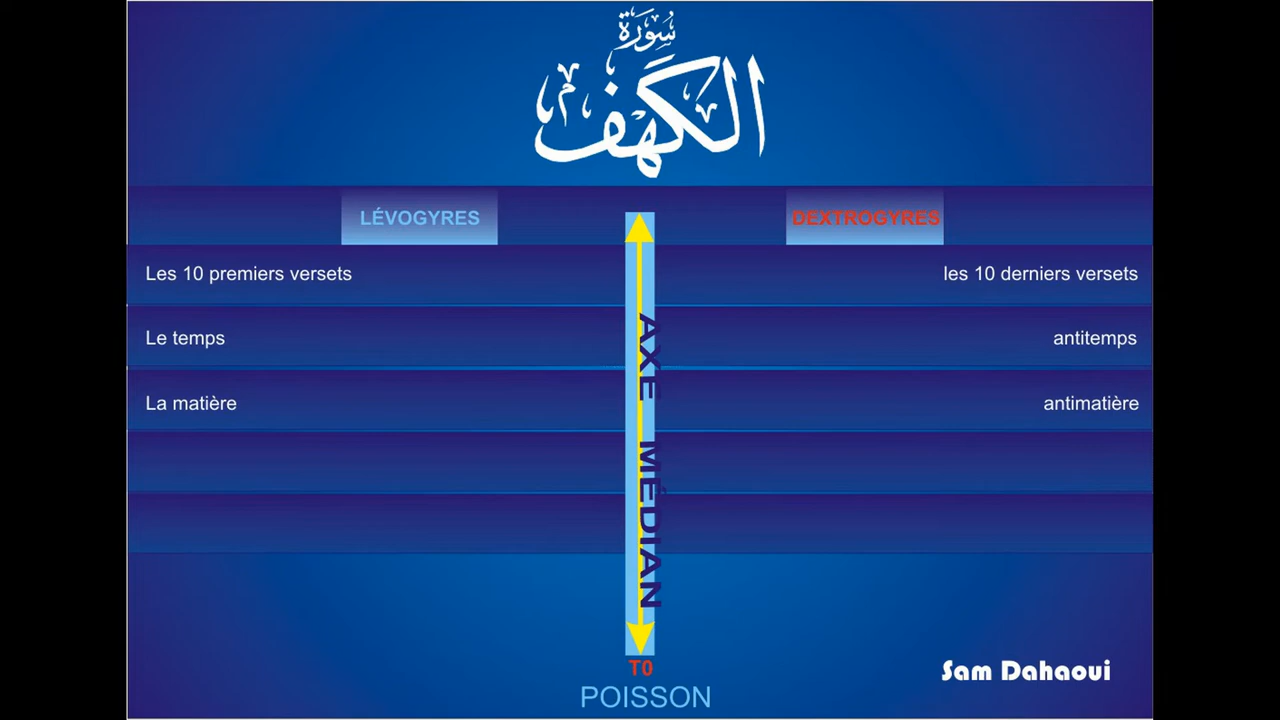 سُورَة
الكهف
LÉVOGYRES
DEXTROGYRES
Les 10 premiers versets
les 10 derniers versets
Le temps
antitemps
La matière
antimatière
AXE MÉDIAN
T0
POISSON
Sam Dahaoui